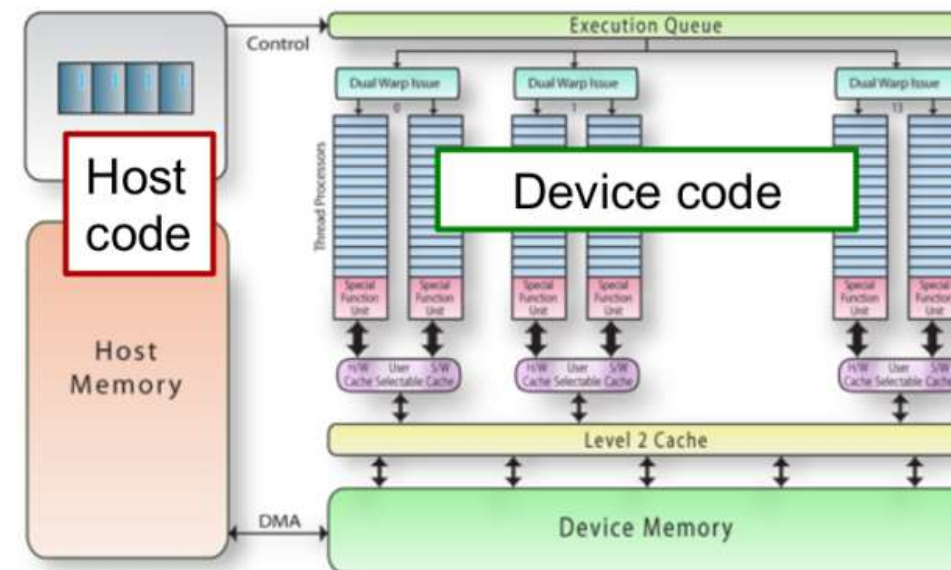 Execution Queue
Control
Dual Warp Issue
Dual Warp Issue
Dual Warp Issue
0
1
13
Thread Processors
Host
code
Device code
Special
Function
Unit
Special
Function
Unit
Special
Function
Unit
Special
Function
Unit
Special
Function
Unit
Special
Function
Unit
Host
Memory
H/W User S/W
Cache Selectable Cache
H/W User S/W
Cache Selectable Cache
H/W User S/W
Cache Selectable Cache
Level 2 Cache
DMA
Device Memory